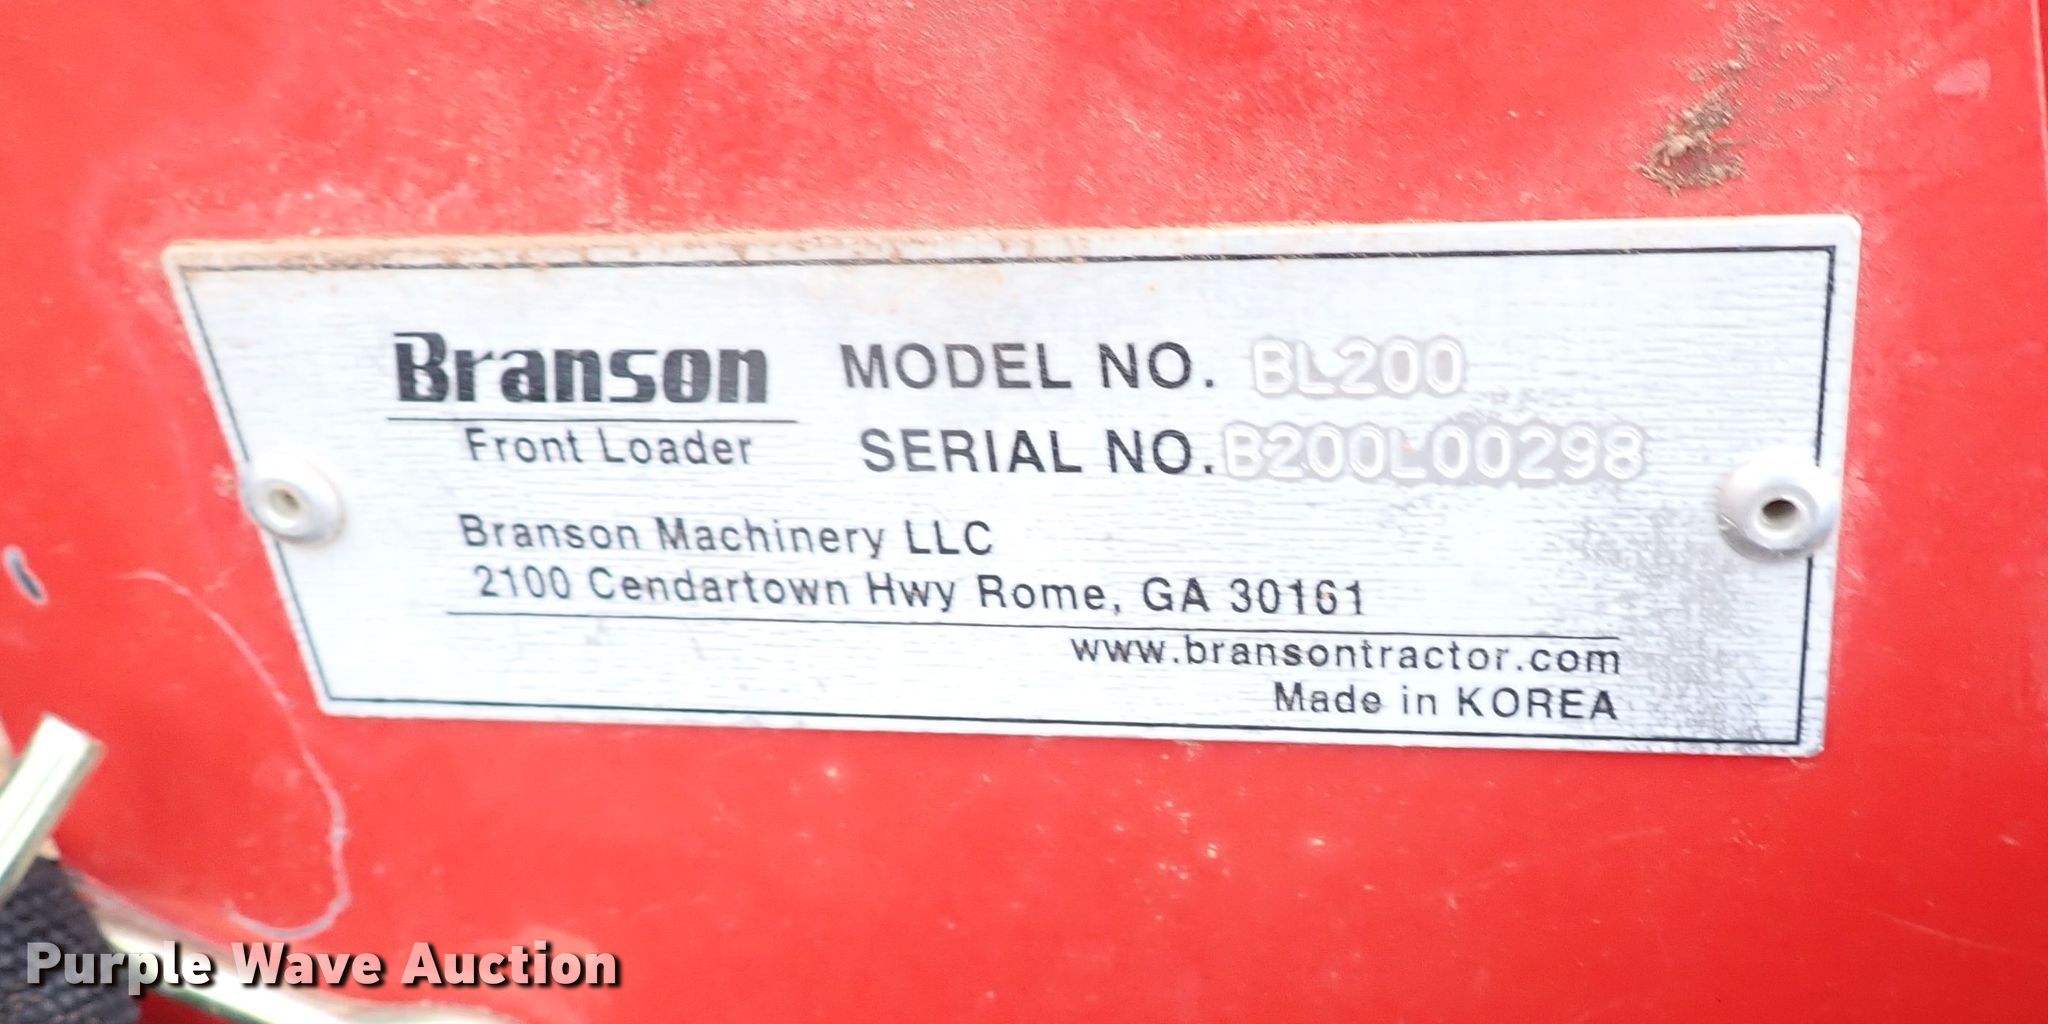 Branson MODEL NO. BL200
Front Loader SERIAL NO. B200L00298
Branson Machinery LLC
2100 Cendartown Hwy Rome, GA 30161
www.bransontractor.com
Made in KOREA
Purple Wave Auction